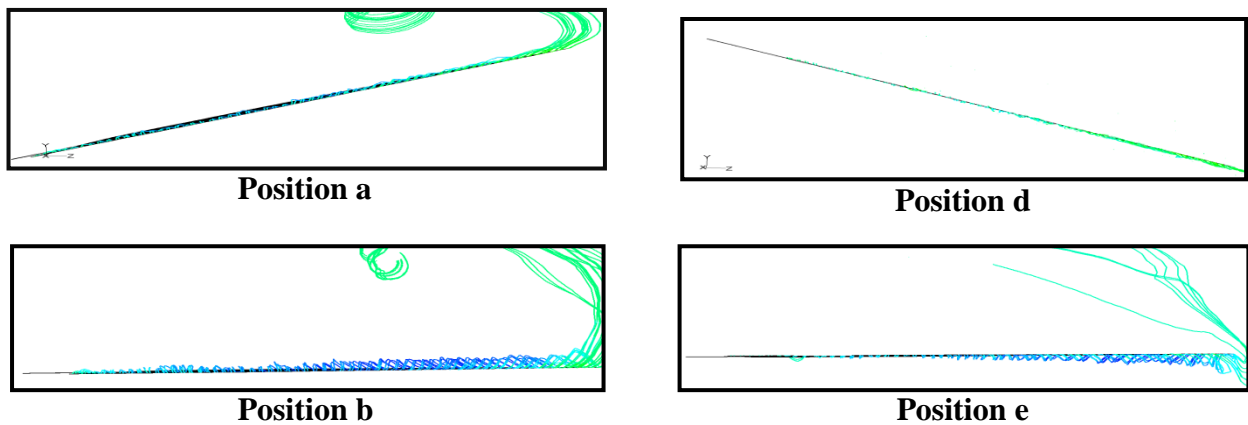 Y
X Z
Position a
Y
X Z
Position d
Position b
Position e